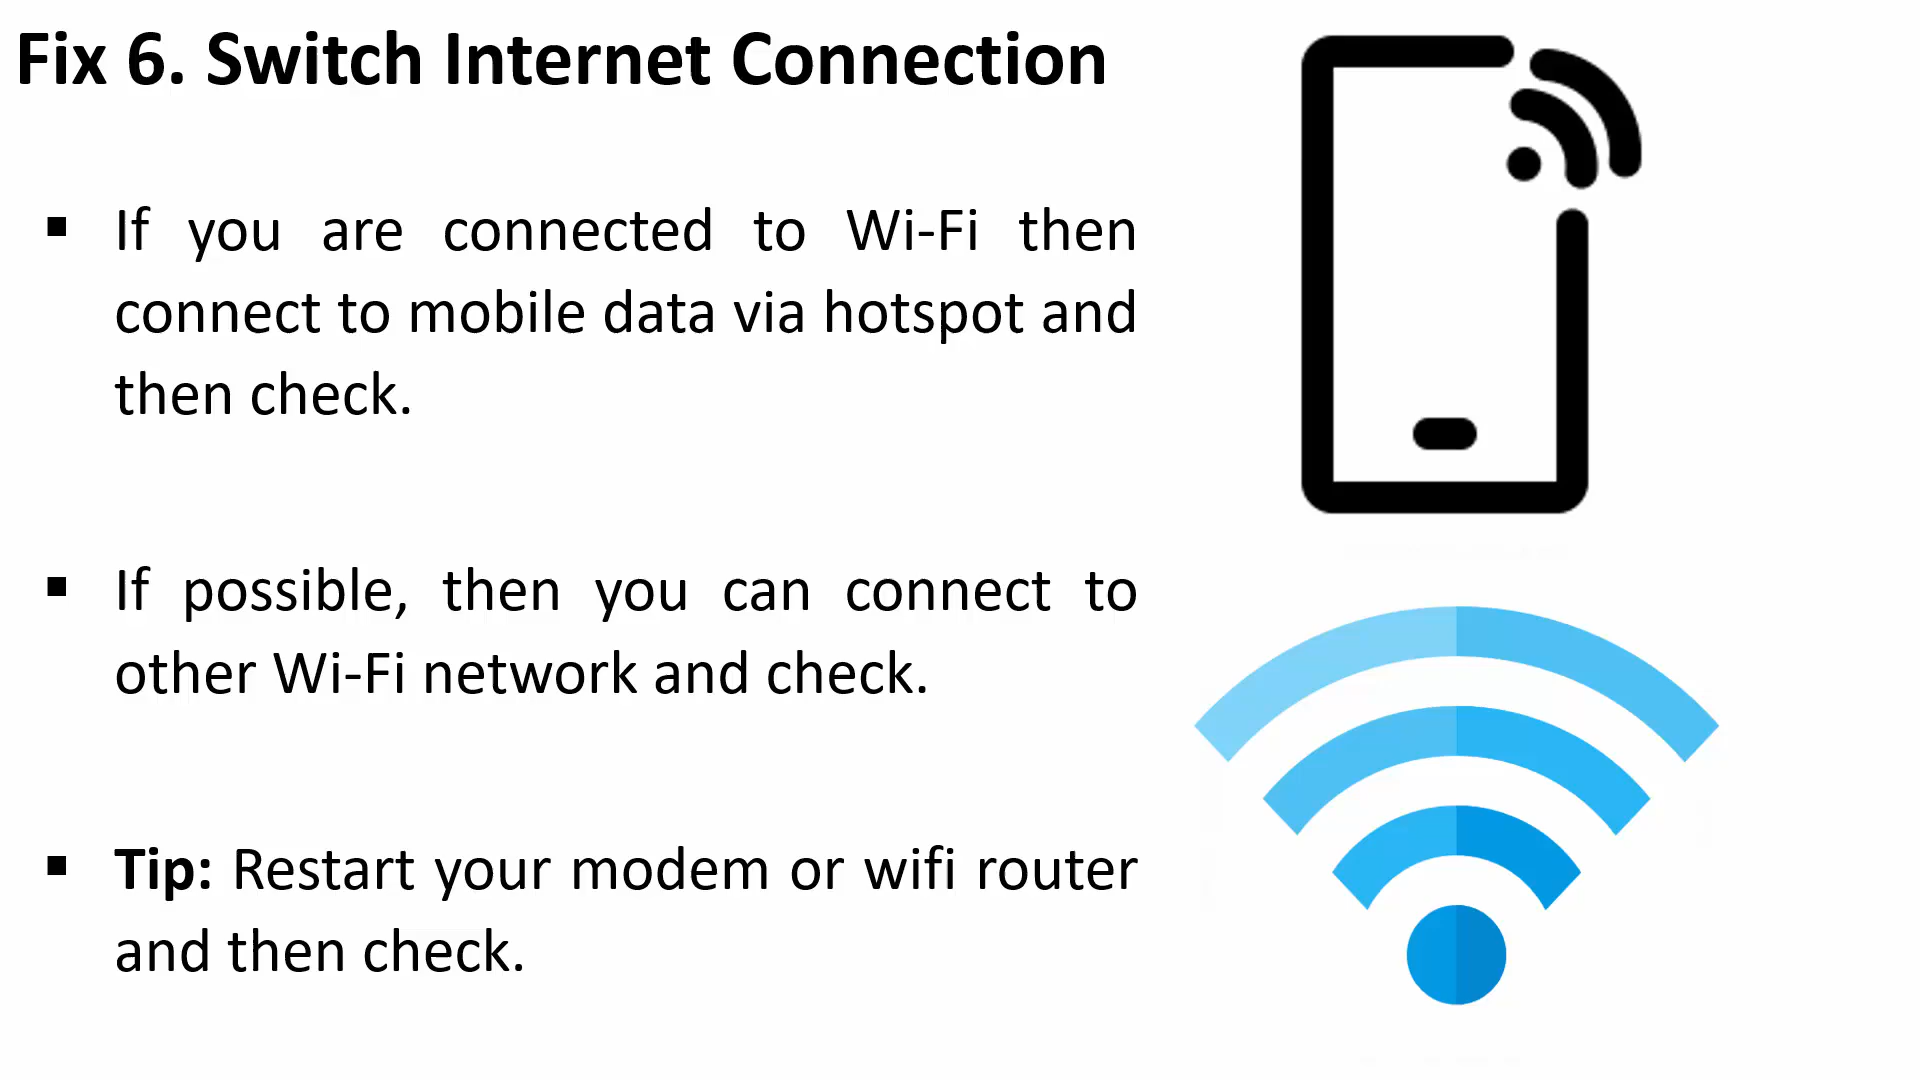 Fix 6. Switch Internet Connection
▪ If you are connected to Wi-Fi then
connect to mobile data via hotspot and
then check.
▪ If possible, then you can connect to
other Wi-Fi network and check.
▪ Tip: Restart your modem or wifi router
and then check.